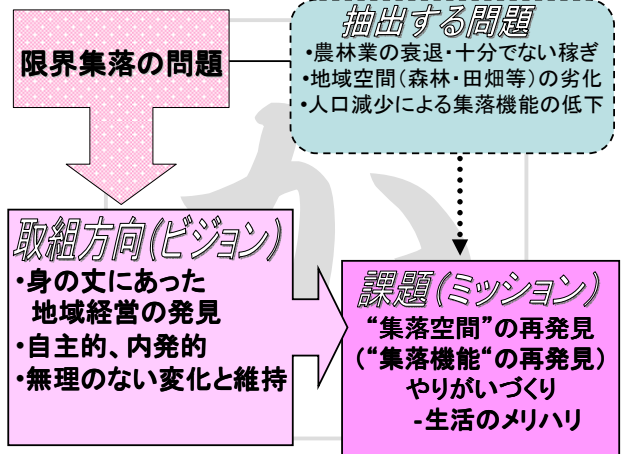 限界集落の問題
抽出する問題
・農林業の衰退・十分でない稼ぎ
・地域空間（森林・田畑等）の劣化
・人口減少による集落機能の低下
取組方向（ビジョン）
・身の丈にあった
地域経営の発見
・自主的、内発的
・無理のない変化と維持
課題（ミッション）
“集落空間”の再発見
（“集落機能“の再発見）
やりがいづくり
-生活のメリハリ
か